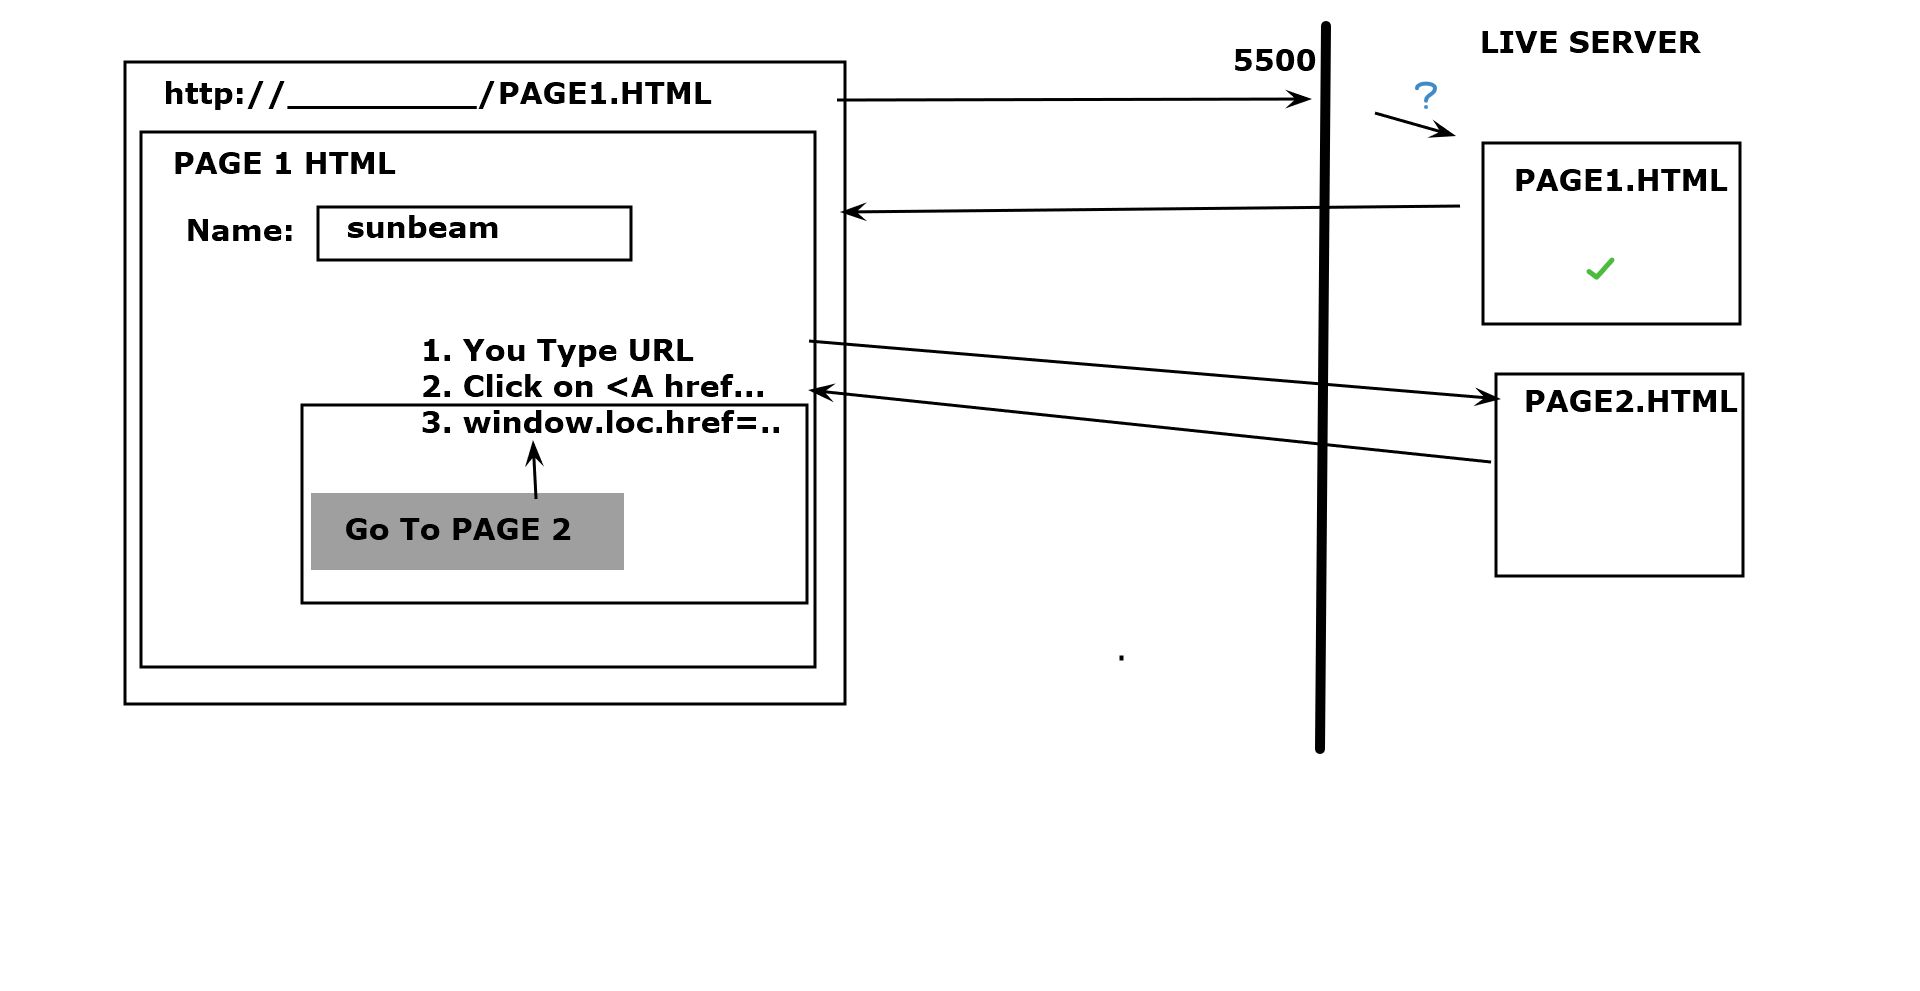 LIVE SERVER
5500
http://___________/PAGE1.HTML
?
PAGE 1 HTML
PAGE1.HTML
Name: sunbeam
1. You Type URL
2. Click on <A href...
3. window.loc.href=..
PAGE2.HTML
Go To PAGE 2
.